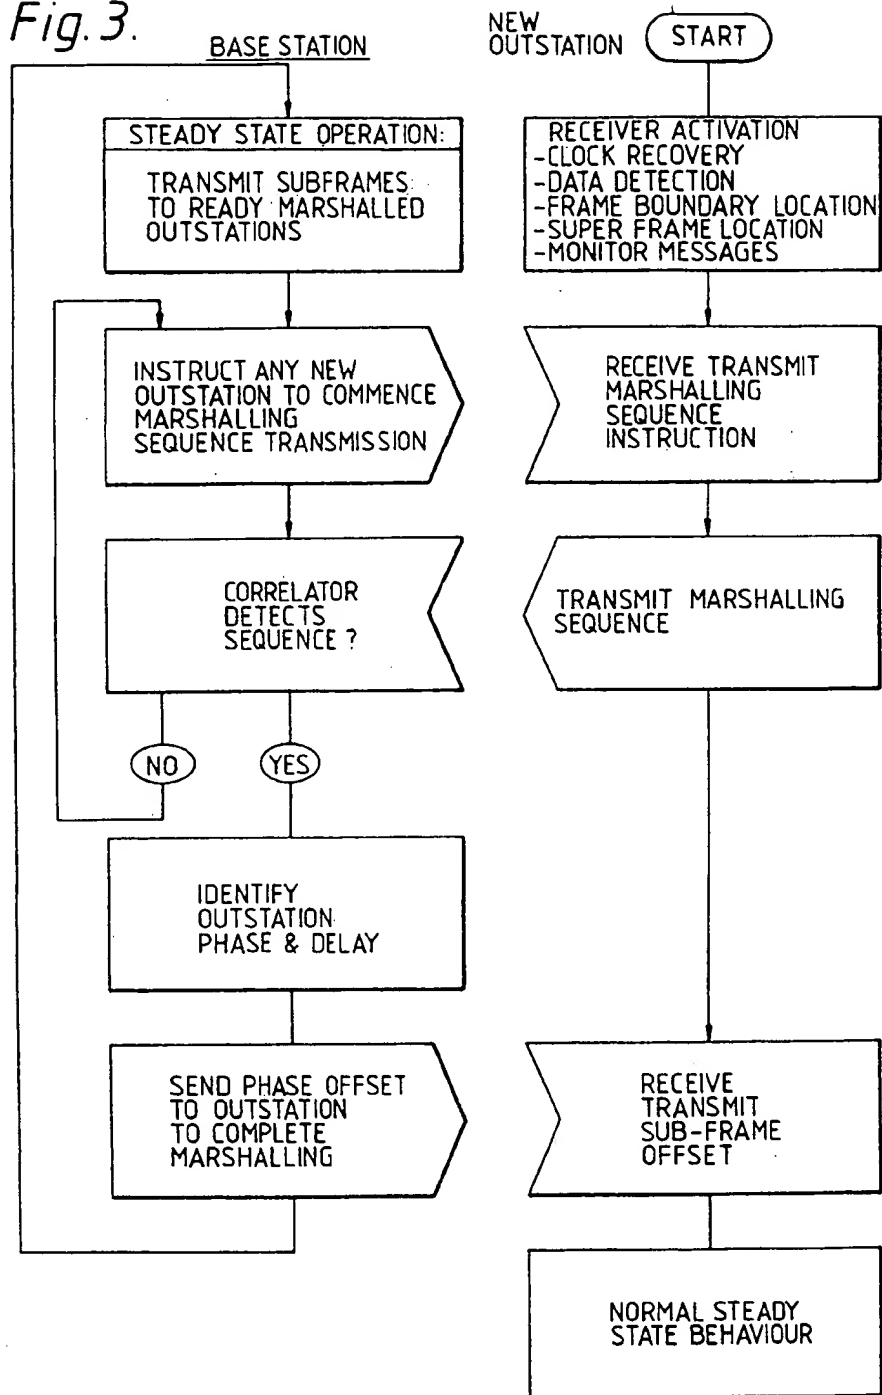 Fig. 3.
BASE STATION
STEADY STATE OPERATION:
TRANSMIT SUBFRAMES
TO READY MARSHALLED
OUTSTATIONS
INSTRUCT ANY NEW
OUTSTATION TO COMMENCE
MARSHALLING
SEQUENCE TRANSMISSION
CORRELATOR
DETECTS
SEQUENCE ?
NO
YES
IDENTIFY
OUTSTATION
PHASE & DELAY
SEND PHASE OFFSET
TO OUTSTATION
TO COMPLETE
MARSHALLING
NEW
OUTSTATION
START
RECEIVER ACTIVATION
-CLOCK RECOVERY
-DATA DETECTION
-FRAME BOUNDARY LOCATION
-SUPER FRAME LOCATION
-MONITOR MESSAGES
RECEIVE TRANSMIT
MARSHALLING
SEQUENCE
INSTRUCTION
TRANSMIT MARSHALLING
SEQUENCE
RECEIVE
TRANSMIT
SUB-FRAME
OFFSET
NORMAL STEADY
STATE BEHAVIOUR